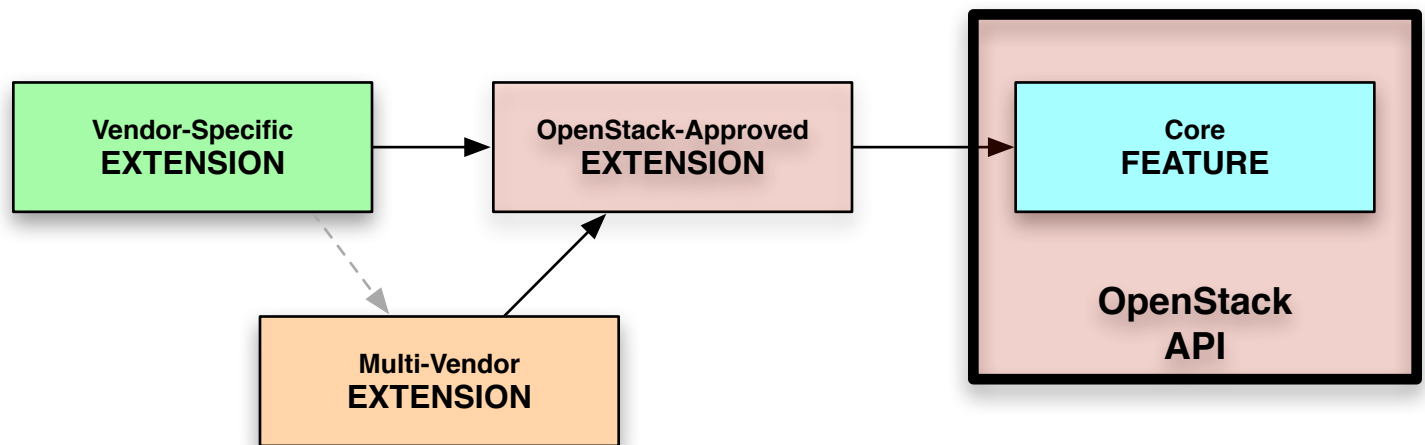 Vendor-Specific
EXTENSION
OpenStack-Approved
EXTENSION
Core
FEATURE
OpenStack
API
Multi-Vendor
EXTENSION